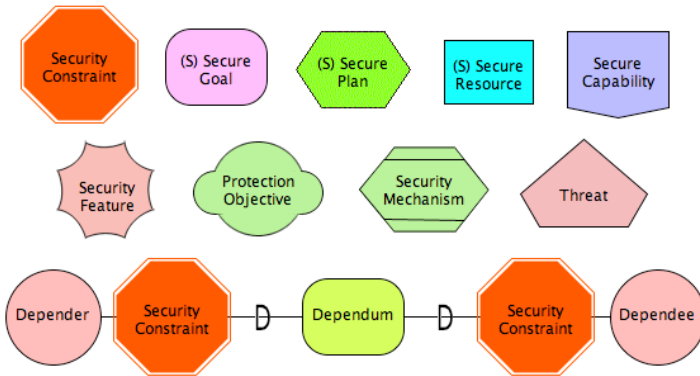 Security
Constraint
(S) Secure
Goal
(S) Secure
Plan
(S) Secure
Resource
Secure
Capability
Security
Feature
Protection
Objective
Security
Mechanism
Threat
Depender
Security
Constraint
D
Dependum
D
Security
Constraint
Dependee